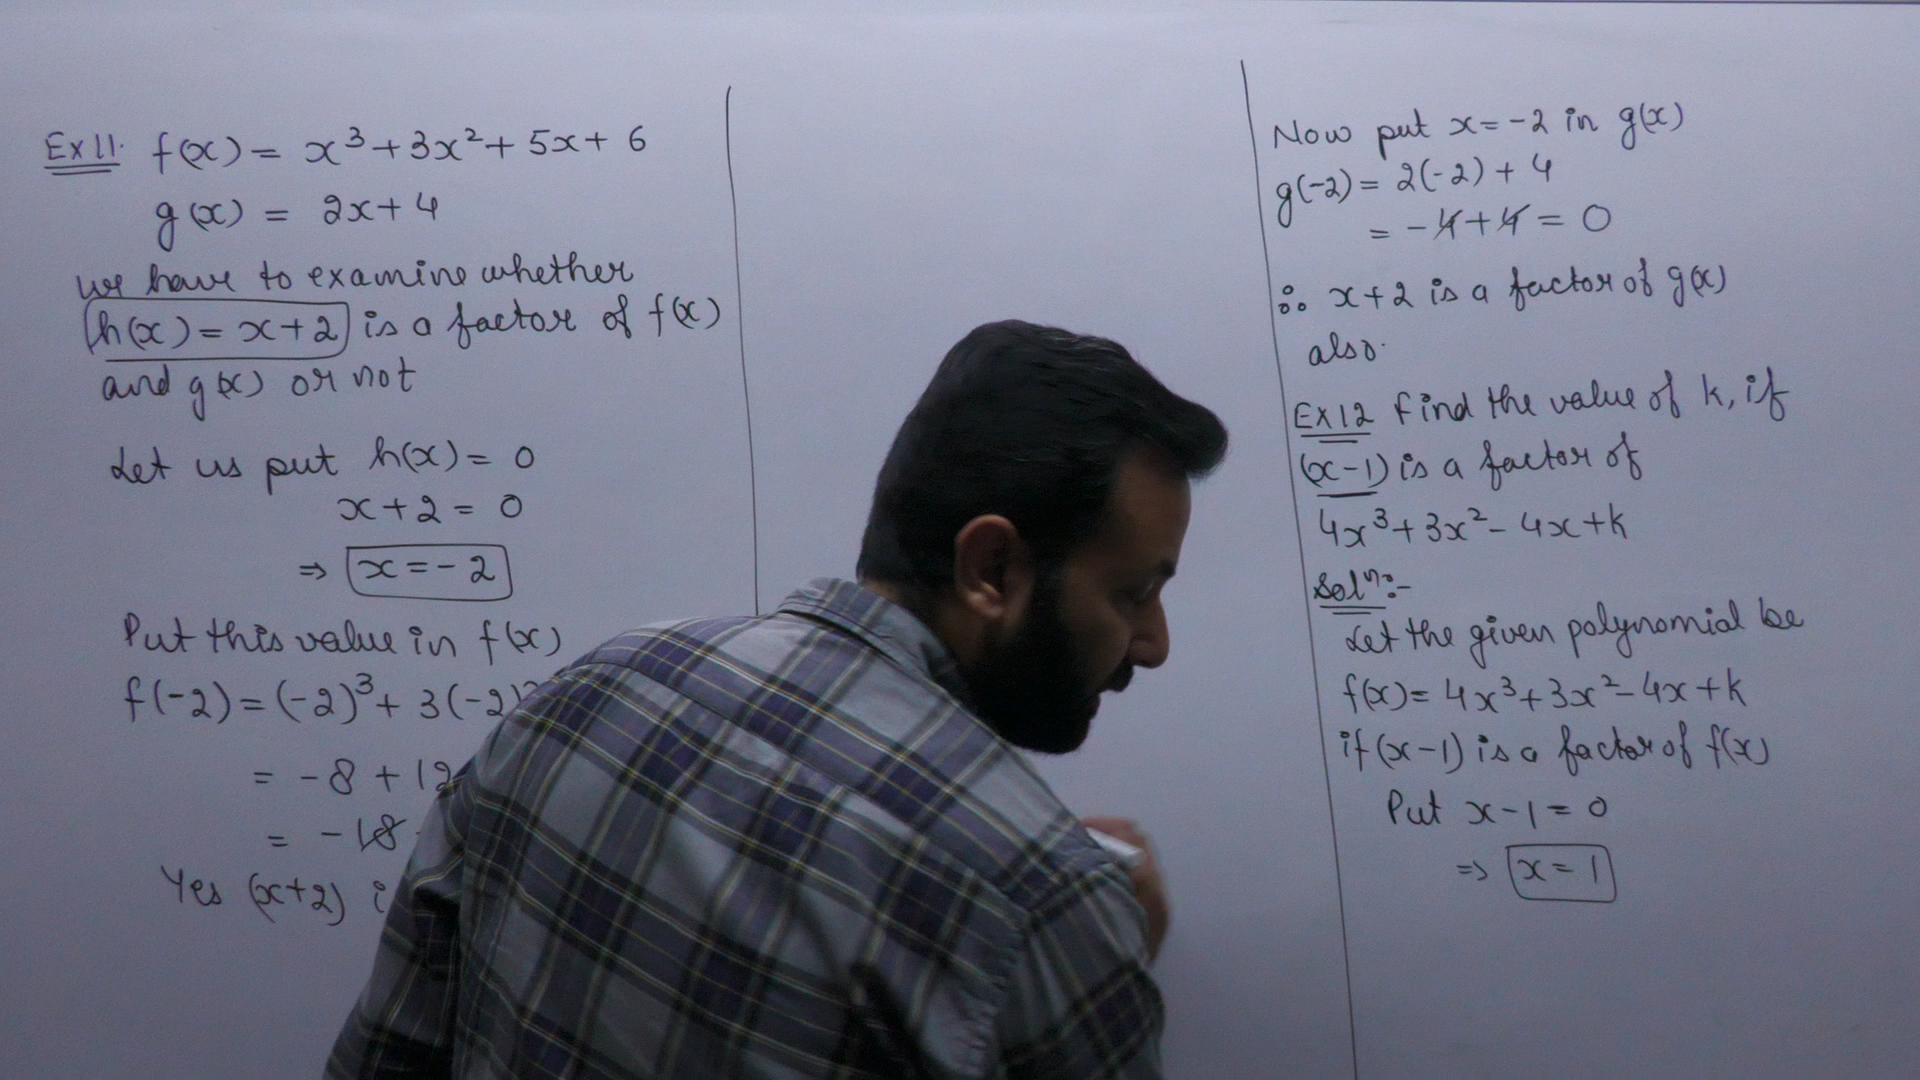 Ex 11. f(x) = x³ + 3x² + 5x + 6
g(x) = 2x + 4
we have to examine whether
h(x) = x + 2 is a factor of f(x)
and g(x) or not
Let us put h(x) = 0
x + 2 = 0
⇒ x = - 2
Put this value in f(x)
f(-2) = (-2)³ + 3(-2)
= - 8 + 12
= - 18
Yes (x+2)
Now put x = - 2 in g(x)
g(-2) = 2(-2) + 4
= - 4 + 4 = 0
∴ x + 2 is a factor of g(x)
also.
Ex 12 Find the value of k, if
(x-1) is a factor of
4x³ + 3x² - 4x + k
Solⁿ:-
Let the given polynomial be
f(x) = 4x³ + 3x² - 4x + k
if (x-1) is a factor of f(x)
Put x - 1 = 0
⇒ x = 1